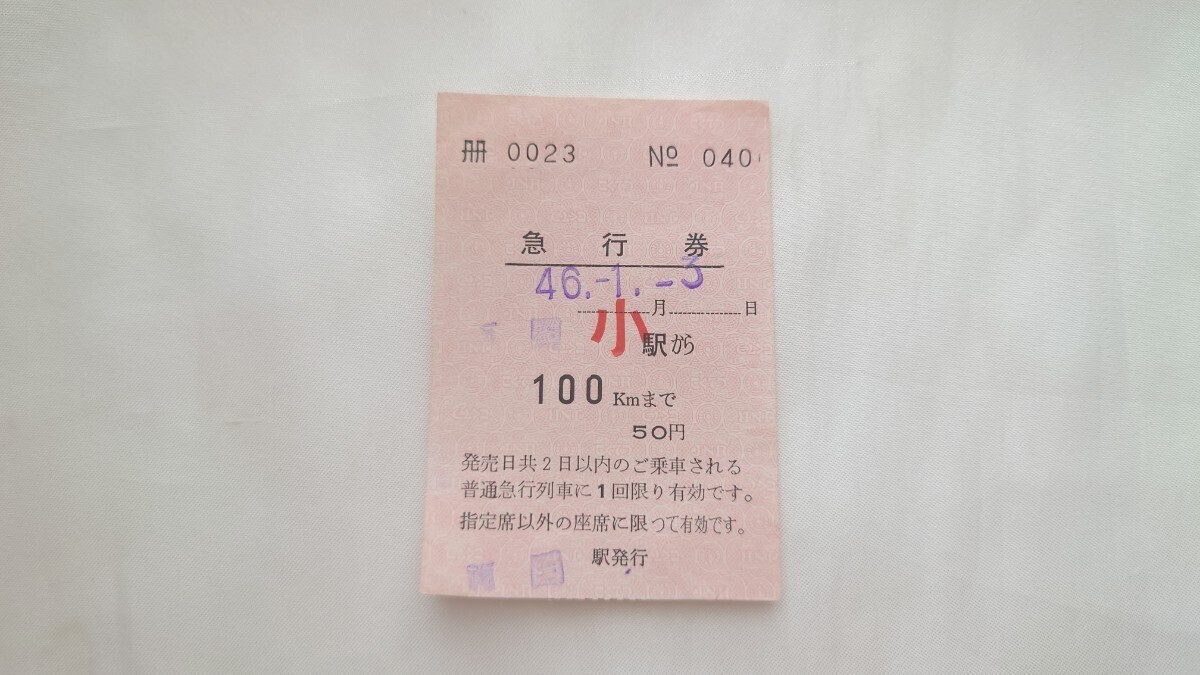 冊 0023 № 040
急行券
46.-1.-3
月 日
小
駅から
100 Kmまで
50円
発売日共2日以内のご乗車される
普通急行列車に1回限り有効です。
指定席以外の座席に限つて有効です。
駅発行